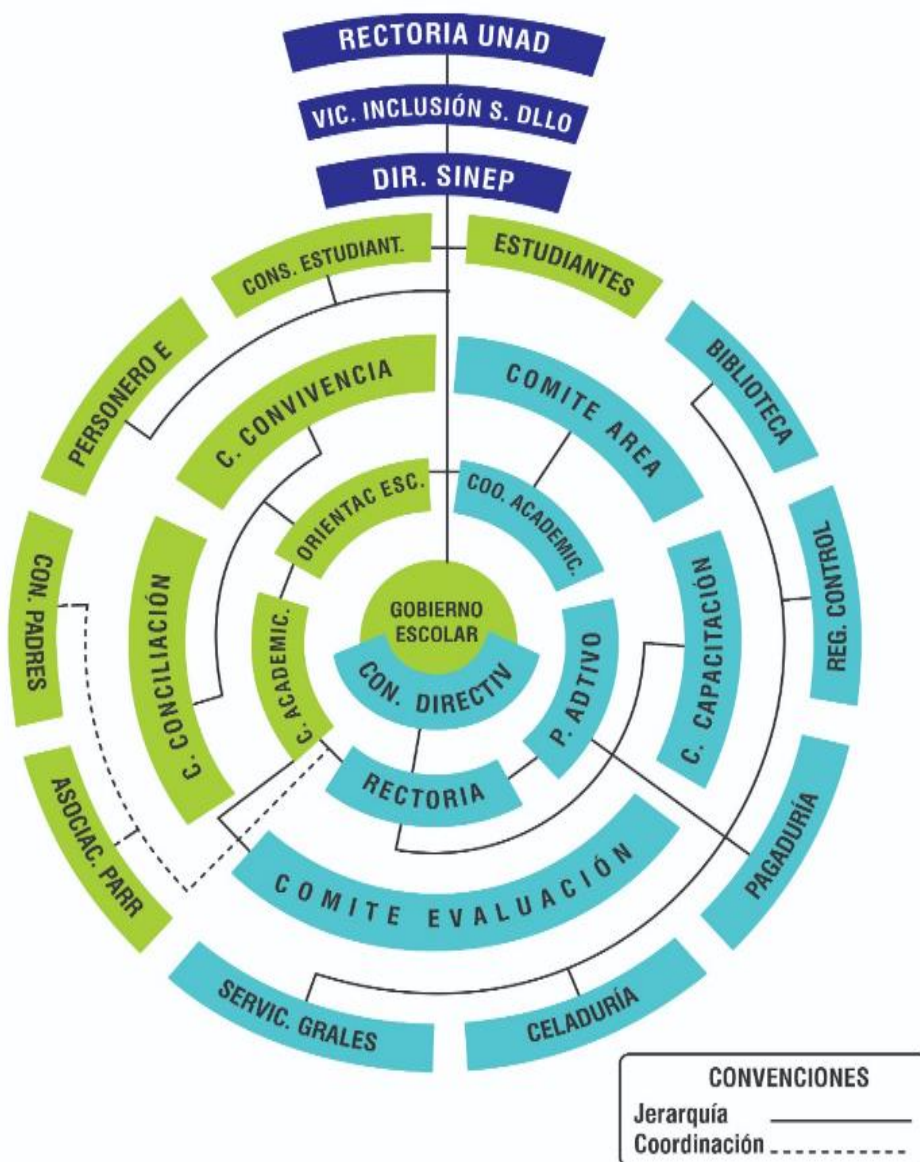 RECTORIA UNAD
VIC. INCLUSIÓN S. DLLO
DIR. SINEP
CONS. ESTUDIANT.
ESTUDIANTES
PERSONERO E
BIBLIOTECA
C. CONVIVENCIA
COMITE AREA
ORIENTAC ESC.
COO. ACADEMIC.
CON. PADRES
C. CONCILIACIÓN
C. ACADEMIC.
GOBIERNO
ESCOLAR
CON. DIRECTIV
P. ADTIVO
C. CAPACITACIÓN
REG. CONTROL
RECTORIA
ASOCIAC. PARR
COMITE EVALUACIÓN
PAGADURÍA
SERVIC. GRALES
CELADURÍA
CONVENCIONES
Jerarquía
Coordinación